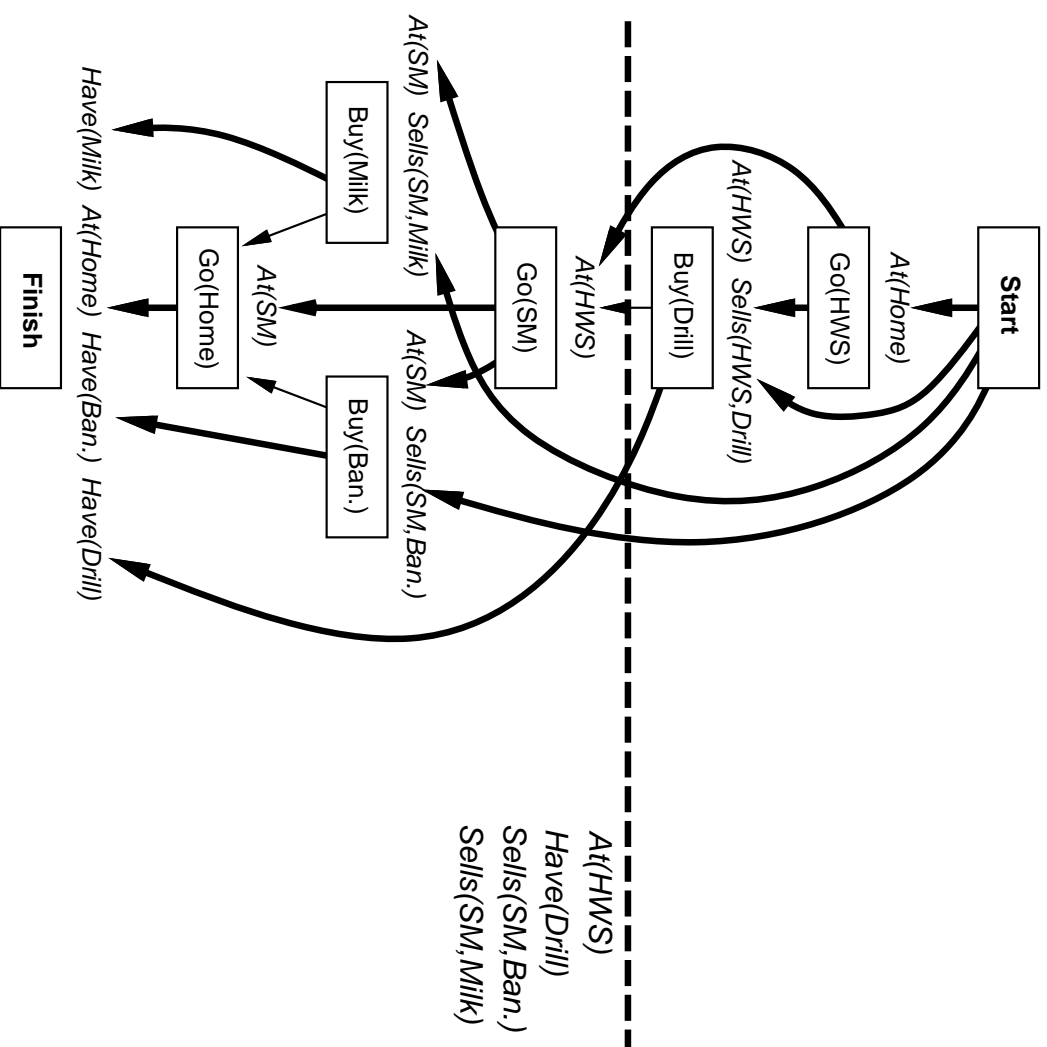 Start
At(Home)
Go(HWS)
At(HWS) Sells(HWS,Drill)
Buy(Drill)
At(HWS)
At(HWS)
Have(Drill)
Sells(SM,Ban.)
Sells(SM,Milk)
Go(SM)
At(SM) Sells(SM,Milk) At(SM) Sells(SM,Ban.)
Buy(Milk) Buy(Ban.)
At(SM)
Go(Home)
Have(Milk) At(Home) Have(Ban.) Have(Drill)
Finish